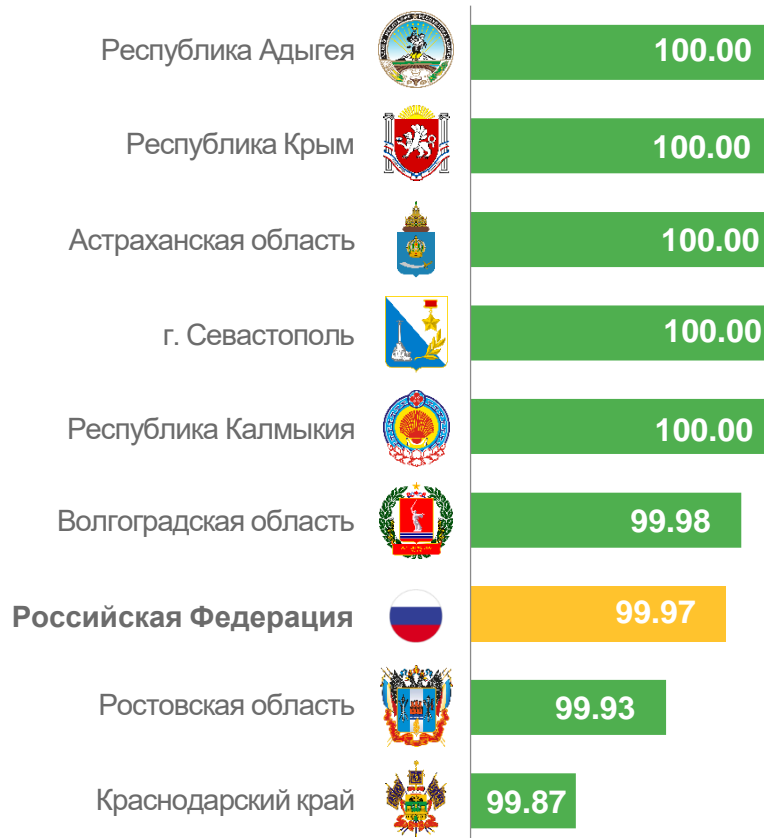 Республика Адыгея 100.00
Республика Крым 100.00
Астраханская область 100.00
г. Севастополь 100.00
Республика Калмыкия 100.00
Волгоградская область 99.98
Российская Федерация 99.97
Ростовская область 99.93
Краснодарский край 99.87